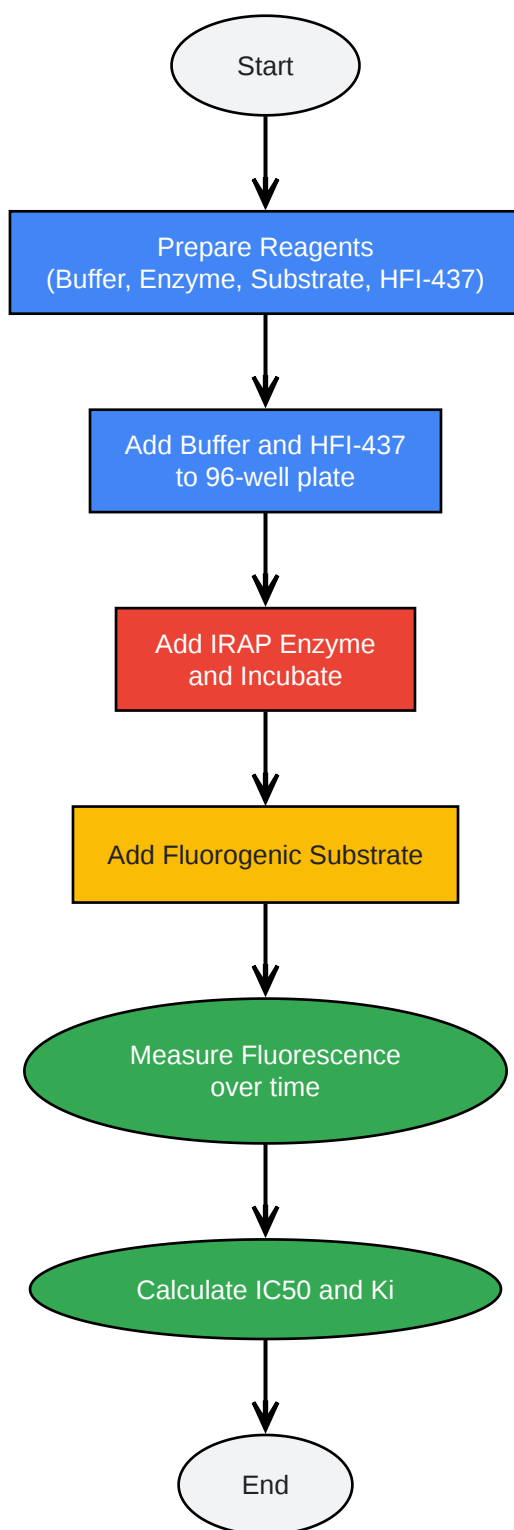 Start
Prepare Reagents
(Buffer, Enzyme, Substrate, HFI-437)
Add Buffer and HFI-437
to 96-well plate
Add IRAP Enzyme
and Incubate
Add Fluorogenic Substrate
Measure Fluorescence
over time
Calculate IC50 and Ki
End